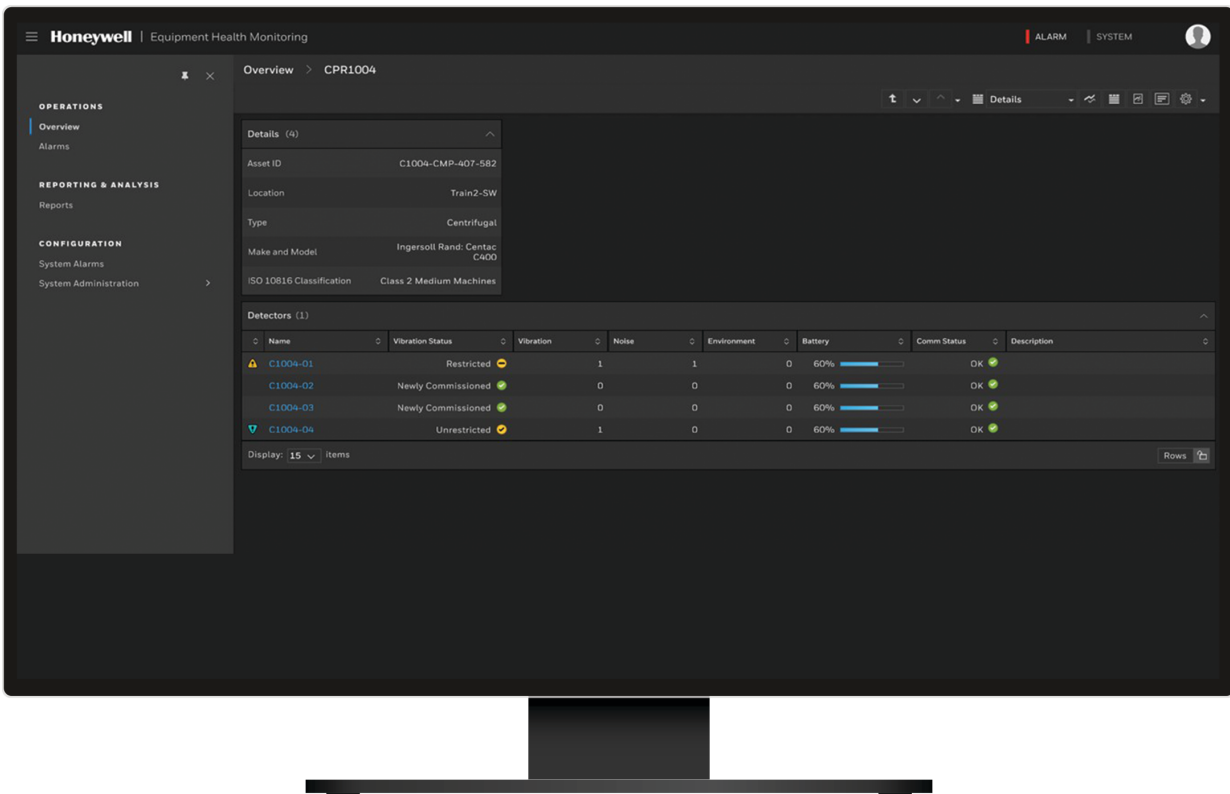 Honeywell | Equipment Health Monitoring
ALARM
SYSTEM
Overview > CPR1004
Details
OPERATIONS
Overview
Alarms
REPORTING & ANALYSIS
Reports
CONFIGURATION
System Alarms
System Administration
Details (4)
Asset ID C1004-CMP-407-582
Location Train2-SW
Type Centrifugal
Make and Model Ingersoll Rand: Centac
C400
ISO 10816 Classification Class 2 Medium Machines
Detectors (1)
Name Vibration Status Vibration Noise Environment Battery Comm Status Description
C1004-01 Restricted 1 1 0 60% OK
C1004-02 Newly Commissioned 0 0 0 60% OK
C1004-03 Newly Commissioned 0 0 0 60% OK
C1004-04 Unrestricted 1 0 0 60% OK
Display: 15 items
Rows